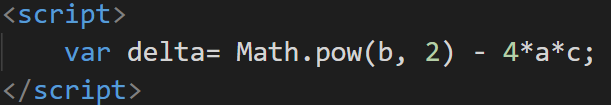 <script>
var delta= Math.pow(b, 2) - 4*a*c;
</script>